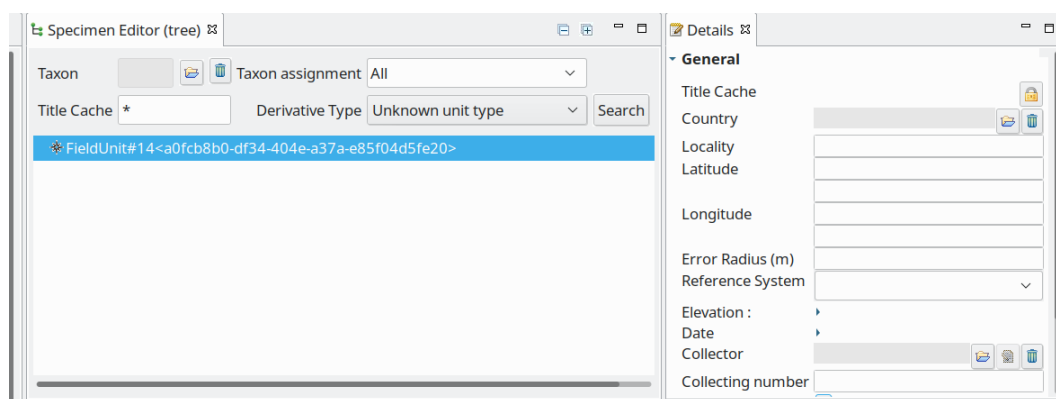 Specimen Editor (tree)
Taxon
Taxon assignment All
Title Cache *
Derivative Type Unknown unit type
Search
FieldUnit#14<a0fcb8b0-df34-404e-a37a-e85f04d5fe20>
Details
General
Title Cache
Country
Locality
Latitude
Longitude
Error Radius (m)
Reference System
Elevation :
Date
Collector
Collecting number